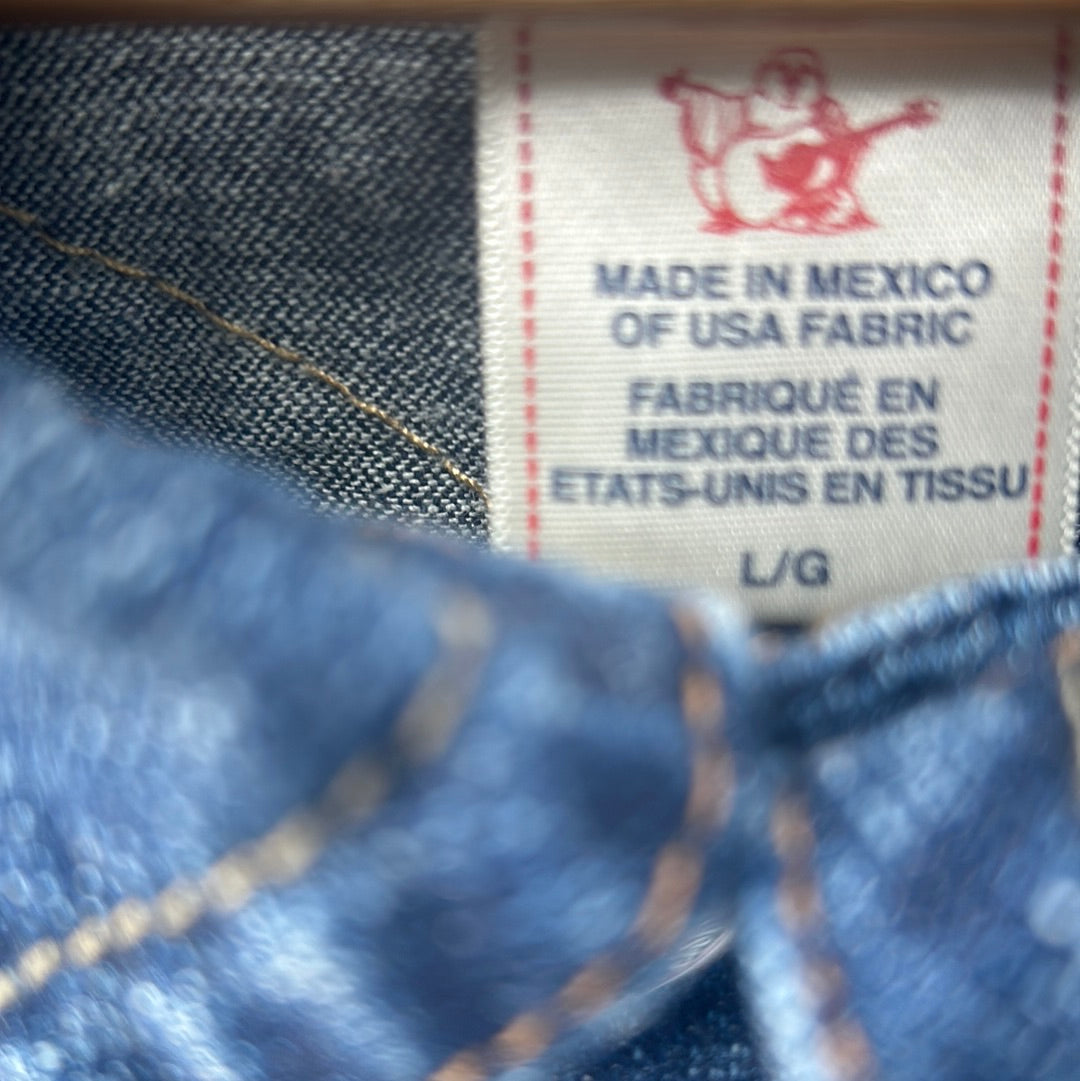 MADE IN MEXICO
OF USA FABRIC
FABRIQUÉ EN
MEXIQUE DES
ETATS-UNIS EN TISSU
L/G